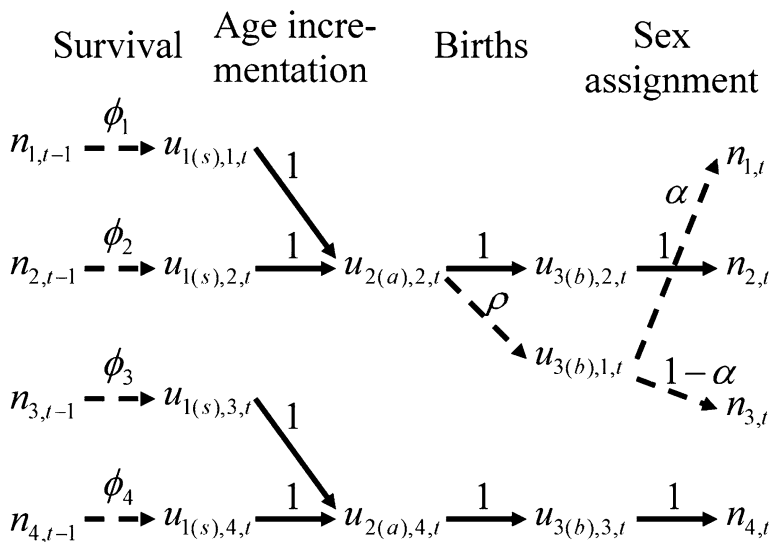 Survival Age incre-mentation Births Sex assignment
ϕ₁
n₁,t−1 u₁(s),1,t 1 α n₁,t
ϕ₂ 1 1 1
n₂,t−1 u₁(s),2,t u₂(a),2,t u₃(b),2,t n₂,t
ρ
u₃(b),1,t
ϕ₃ 1−α
n₃,t−1 u₁(s),3,t 1 n₃,t
ϕ₄ 1 1 1
n₄,t−1 u₁(s),4,t u₂(a),4,t u₃(b),3,t n₄,t